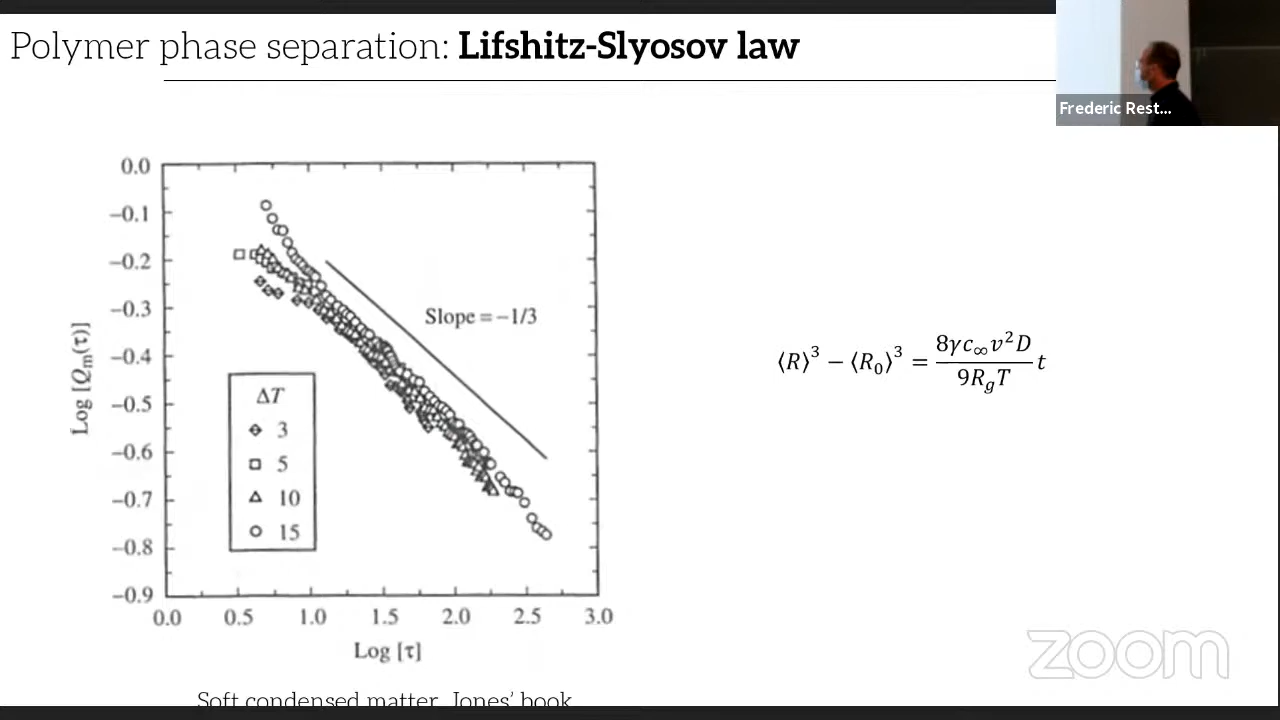 Polymer phase separation: Lifshitz-Slyosov law
Frederic Rest...
0.0
−0.1
−0.2
−0.3
−0.4
−0.5
−0.6
−0.7
−0.8
−0.9
Log [Q_m(τ)]
Slope = −1/3
ΔT
3
5
10
15
0.0 0.5 1.0 1.5 2.0 2.5 3.0
Log [τ]
⟨R⟩³ − ⟨R₀⟩³ = 8γc∞v²D / 9R_gT t
zoom
Soft condensed matter, Jones' book